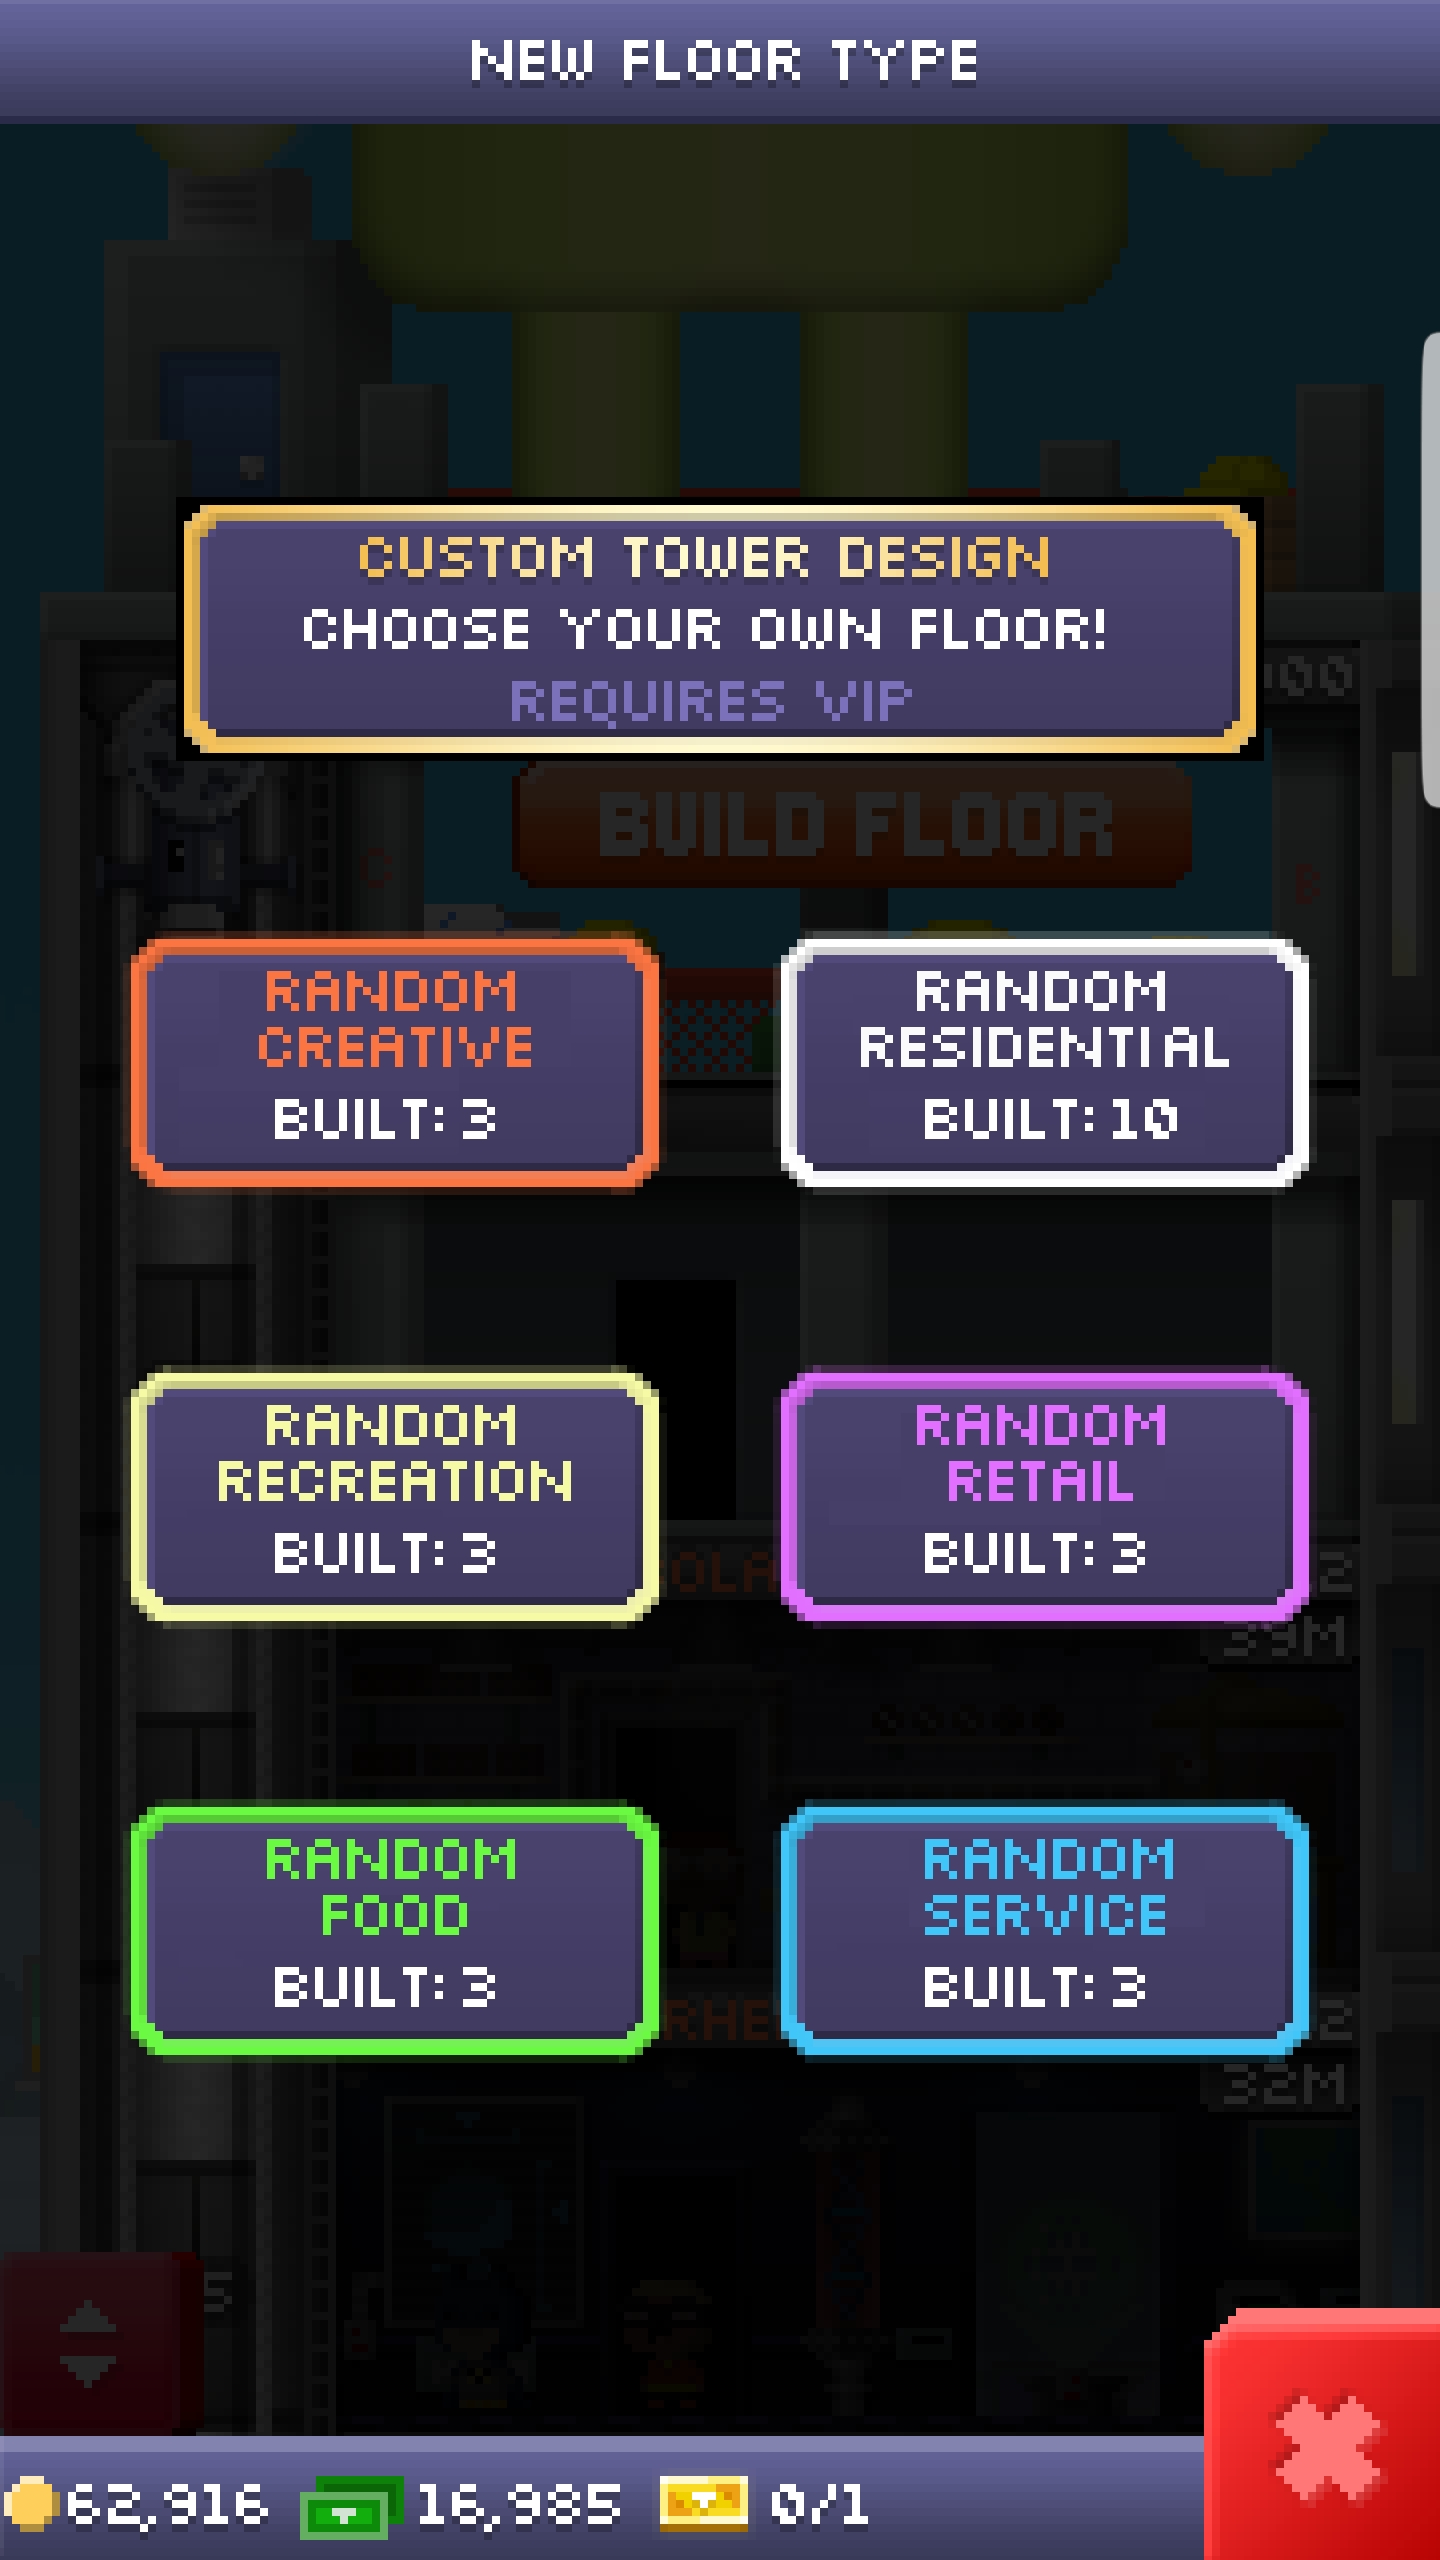 NEW FLOOR TYPE
CUSTOM TOWER DESIGN
CHOOSE YOUR OWN FLOOR!
REQUIRES VIP
BUILD FLOOR
C
B
RANDOM
CREATIVE
BUILT: 3
RANDOM
RESIDENTIAL
BUILT: 10
RANDOM
RECREATION
BUILT: 3
RANDOM
RETAIL
BUILT: 3
39M
RANDOM
FOOD
BUILT: 3
RANDOM
SERVICE
BUILT: 3
32M
62,916
16,985
0/1